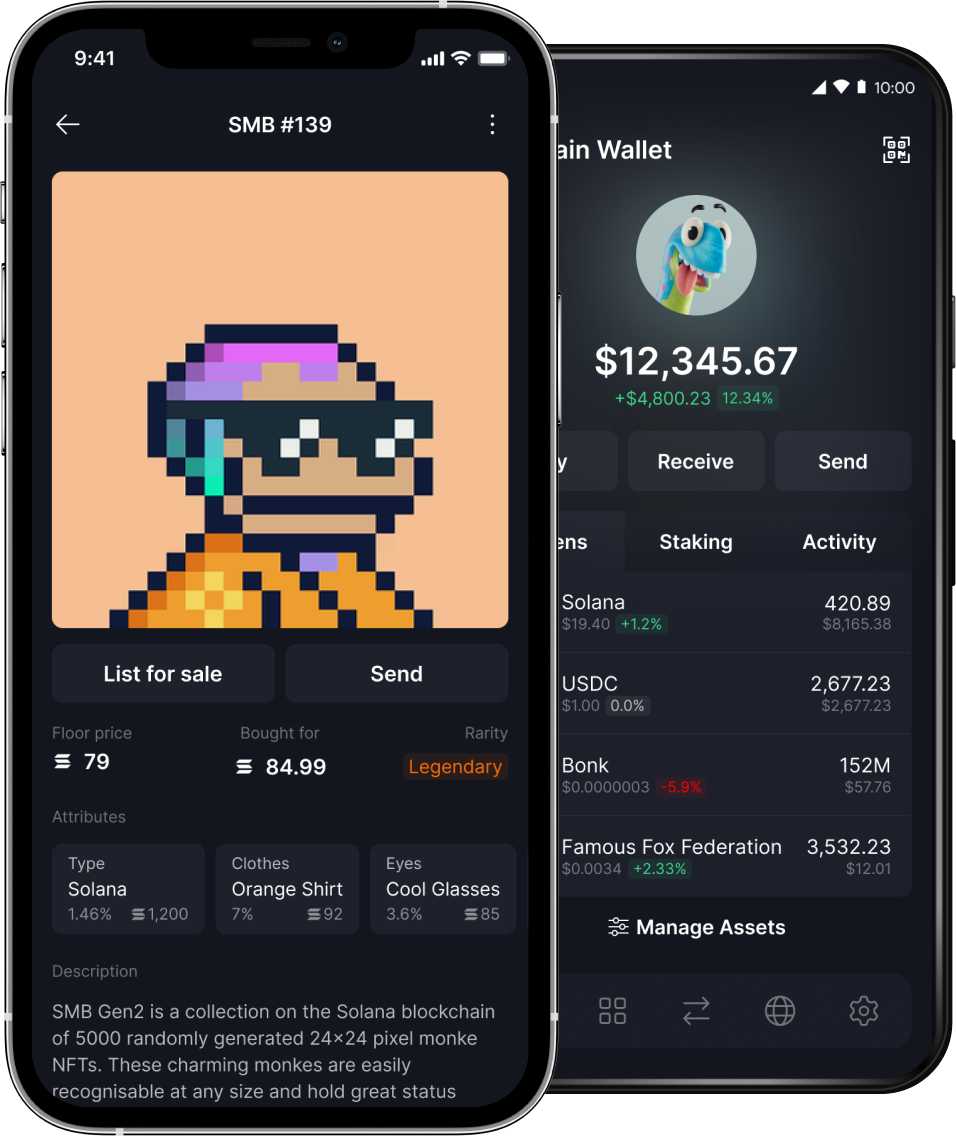 9:41
SMB #139
List for sale
Send
Floor price
Bought for
Rarity
79
84.99
Legendary
Attributes
Type
Solana
1.46% 1,200
Clothes
Orange Shirt
7% 92
Eyes
Cool Glasses
3.6% 85
Description
SMB Gen2 is a collection on the Solana blockchain
of 5000 randomly generated 24×24 pixel monke
NFTs. These charming monkes are easily
recognisable at any size and hold great status
10:00
ain Wallet
$12,345.67
+$4,800.23 12.34%
y
Receive
Send
ens
Staking
Activity
Solana 420.89
$19.40 +1.2% $8,165.38
USDC 2,677.23
$1.00 0.0% $2,677.23
Bonk 152M
$0.0000003 -5.9% $57.76
Famous Fox Federation 3,532.23
$0.0034 +2.33% $12.01
Manage Assets